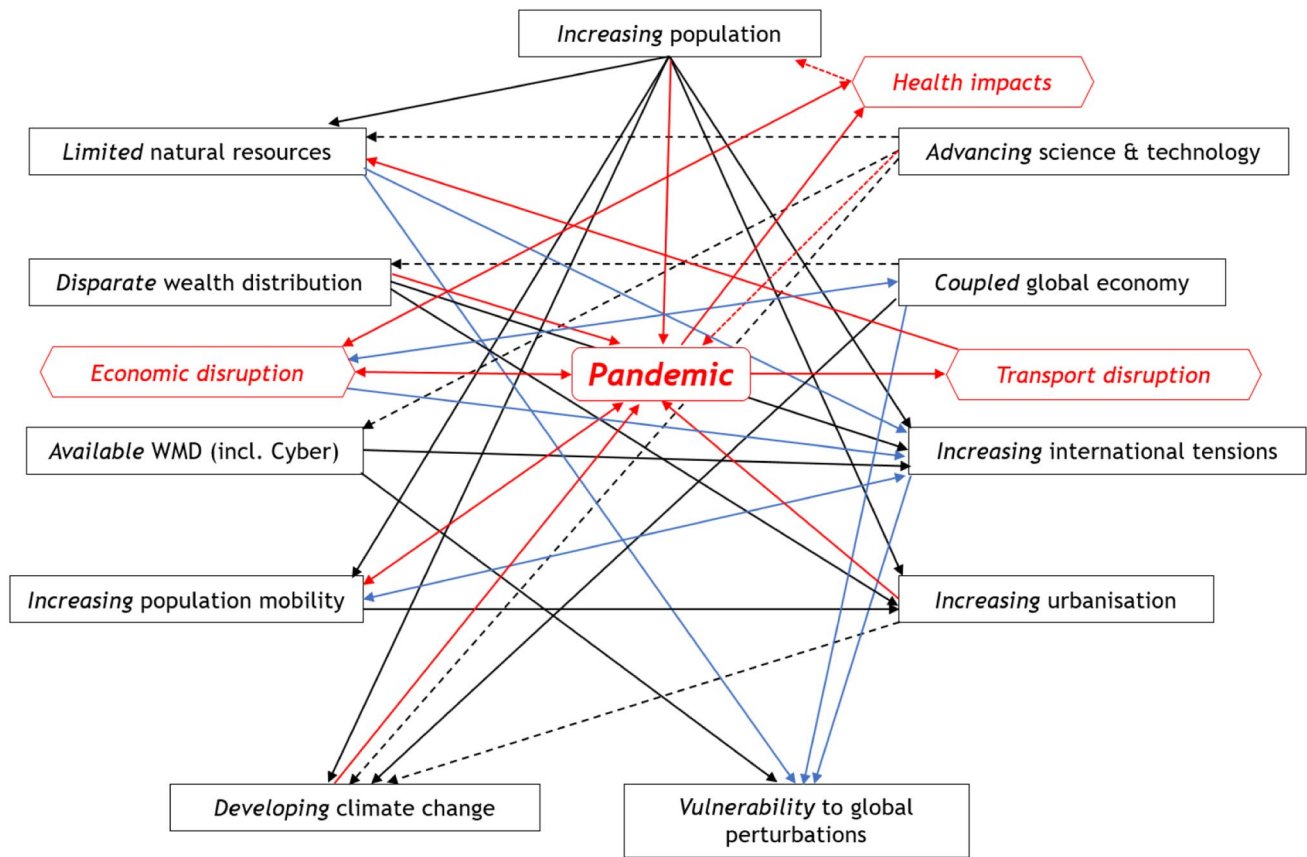 Increasing population
Health impacts
Limited natural resources
Advancing science & technology
Disparate wealth distribution
Coupled global economy
Economic disruption
Pandemic
Transport disruption
Available WMD (incl. Cyber)
Increasing international tensions
Increasing population mobility
Increasing urbanisation
Developing climate change
Vulnerability to global
perturbations